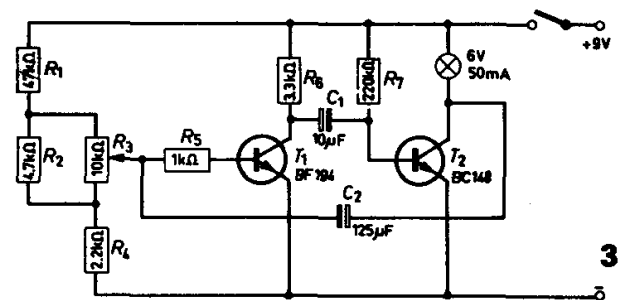 +9V
6V
50mA
47kΩ R₁
R₆ 3.3kΩ
R₇ 220kΩ
C₁
10µF
4.7kΩ R₂
10kΩ R₃
R₅
1kΩ
T₁
BF194
T₂
BC148
C₂
125µF
2.2kΩ R₄
3